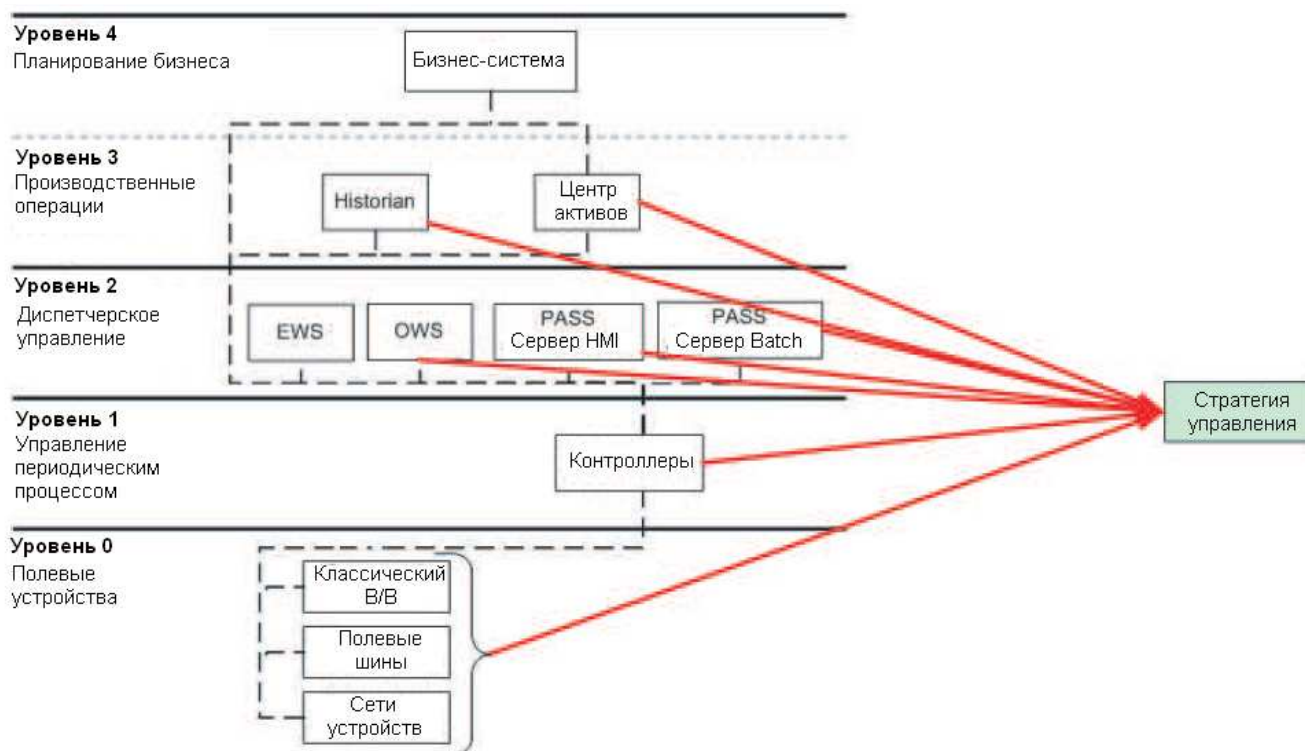 Уровень 4
Планирование бизнеса
Бизнес-система
Уровень 3
Производственные
операции
Historian
Центр
активов
Уровень 2
Диспетчерское
управление
EWS
OWS
PASS
Сервер HMI
PASS
Сервер Batch
Уровень 1
Управление
периодическим
процессом
Контроллеры
Стратегия
управления
Уровень 0
Полевые
устройства
Классический
В/В
Полевые
шины
Сети
устройств